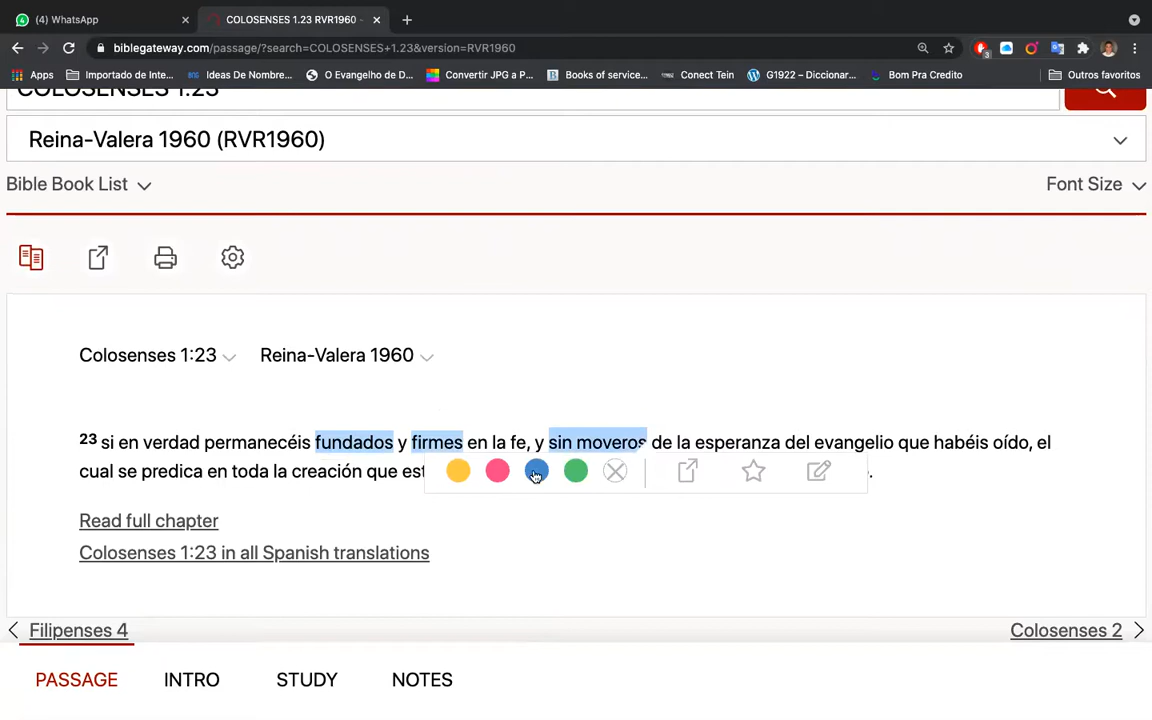 4 (4) WhatsApp
COLOSENSES 1.23 RVR1960 -
biblegateway.com/passage/?search=COLOSENSES+1.23&version=RVR1960
3
Apps Importado de Inte... Ideas De Nombre... O Evangelho de D... Convertir JPG a P... B Books of service... Conect Tein G1922 – Diccionar... Bom Pra Credito Outros favoritos
COLOSENSES 1:23
Reina-Valera 1960 (RVR1960)
Bible Book List Font Size
Colosenses 1:23 Reina-Valera 1960
23 si en verdad permanecéis fundados y firmes en la fe, y sin moveros de la esperanza del evangelio que habéis oído, el
cual se predica en toda la creación que est
Read full chapter
Colosenses 1:23 in all Spanish translations
Filipenses 4 Colosenses 2
PASSAGE INTRO STUDY NOTES